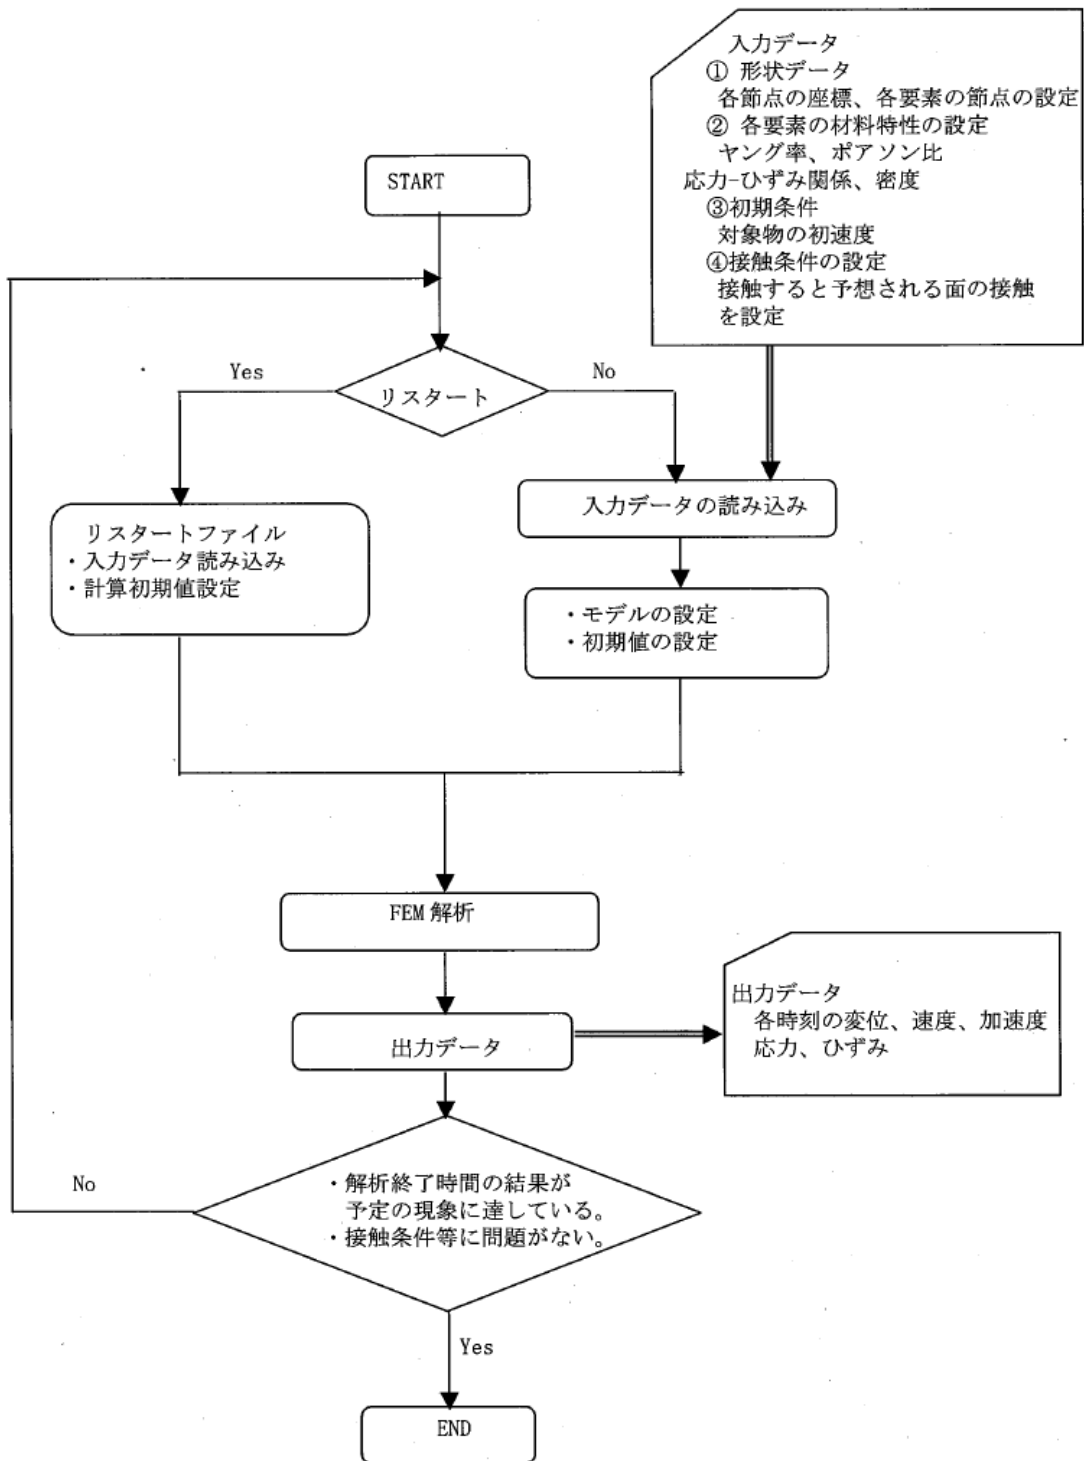 入力データ
① 形状データ
各節点の座標、各要素の節点の設定
② 各要素の材料特性の設定
ヤング率、ポアソン比
応力-ひずみ関係、密度
③初期条件
対象物の初速度
④接触条件の設定
接触すると予想される面の接触
を設定
START
Yes
リスタート
No
リスタートファイル
・入力データ読み込み
・計算初期値設定
入力データの読み込み
・モデルの設定
・初期値の設定
FEM 解析
出力データ
出力データ
各時刻の変位、速度、加速度
応力、ひずみ
・解析終了時間の結果が
予定の現象に達している。
・接触条件等に問題がない。
No
Yes
END